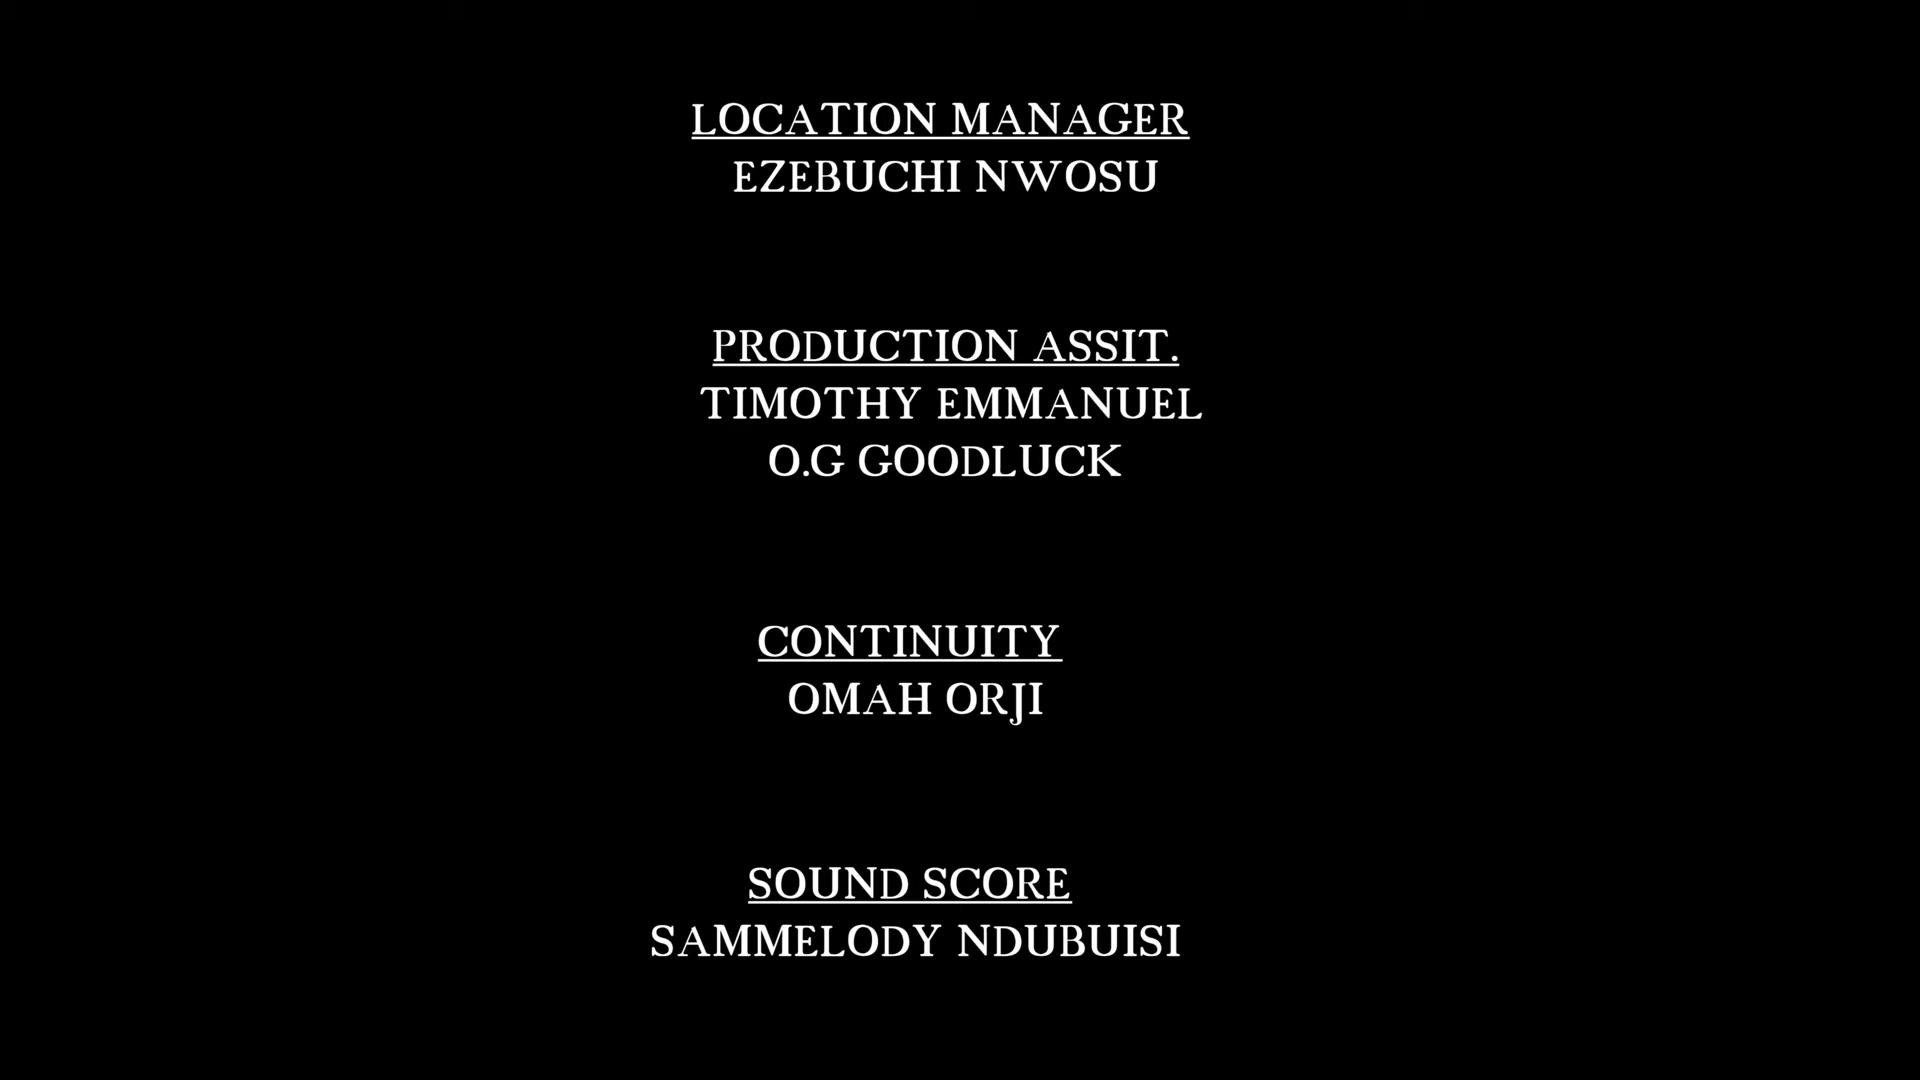 LOCATION MANAGER
EZEBUCHI NWOSU
PRODUCTION ASSIT.
TIMOTHY EMMANUEL
O.G GOODLUCK
CONTINUITY
OMAH ORJI
SOUND SCORE
SAMMELODY NDUBUISI